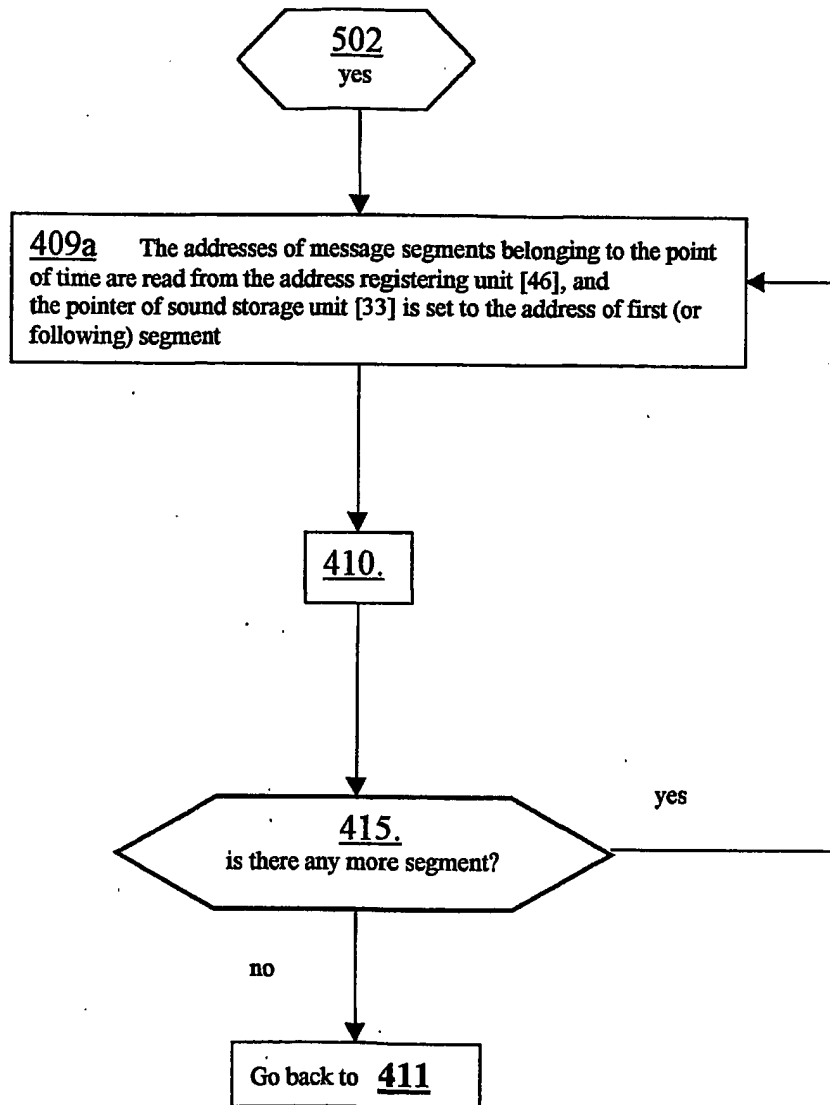 502
yes
409a The addresses of message segments belonging to the point
of time are read from the address registering unit [46], and
the pointer of sound storage unit [33] is set to the address of first (or
following) segment
410.
415.
is there any more segment?
yes
no
Go back to 411